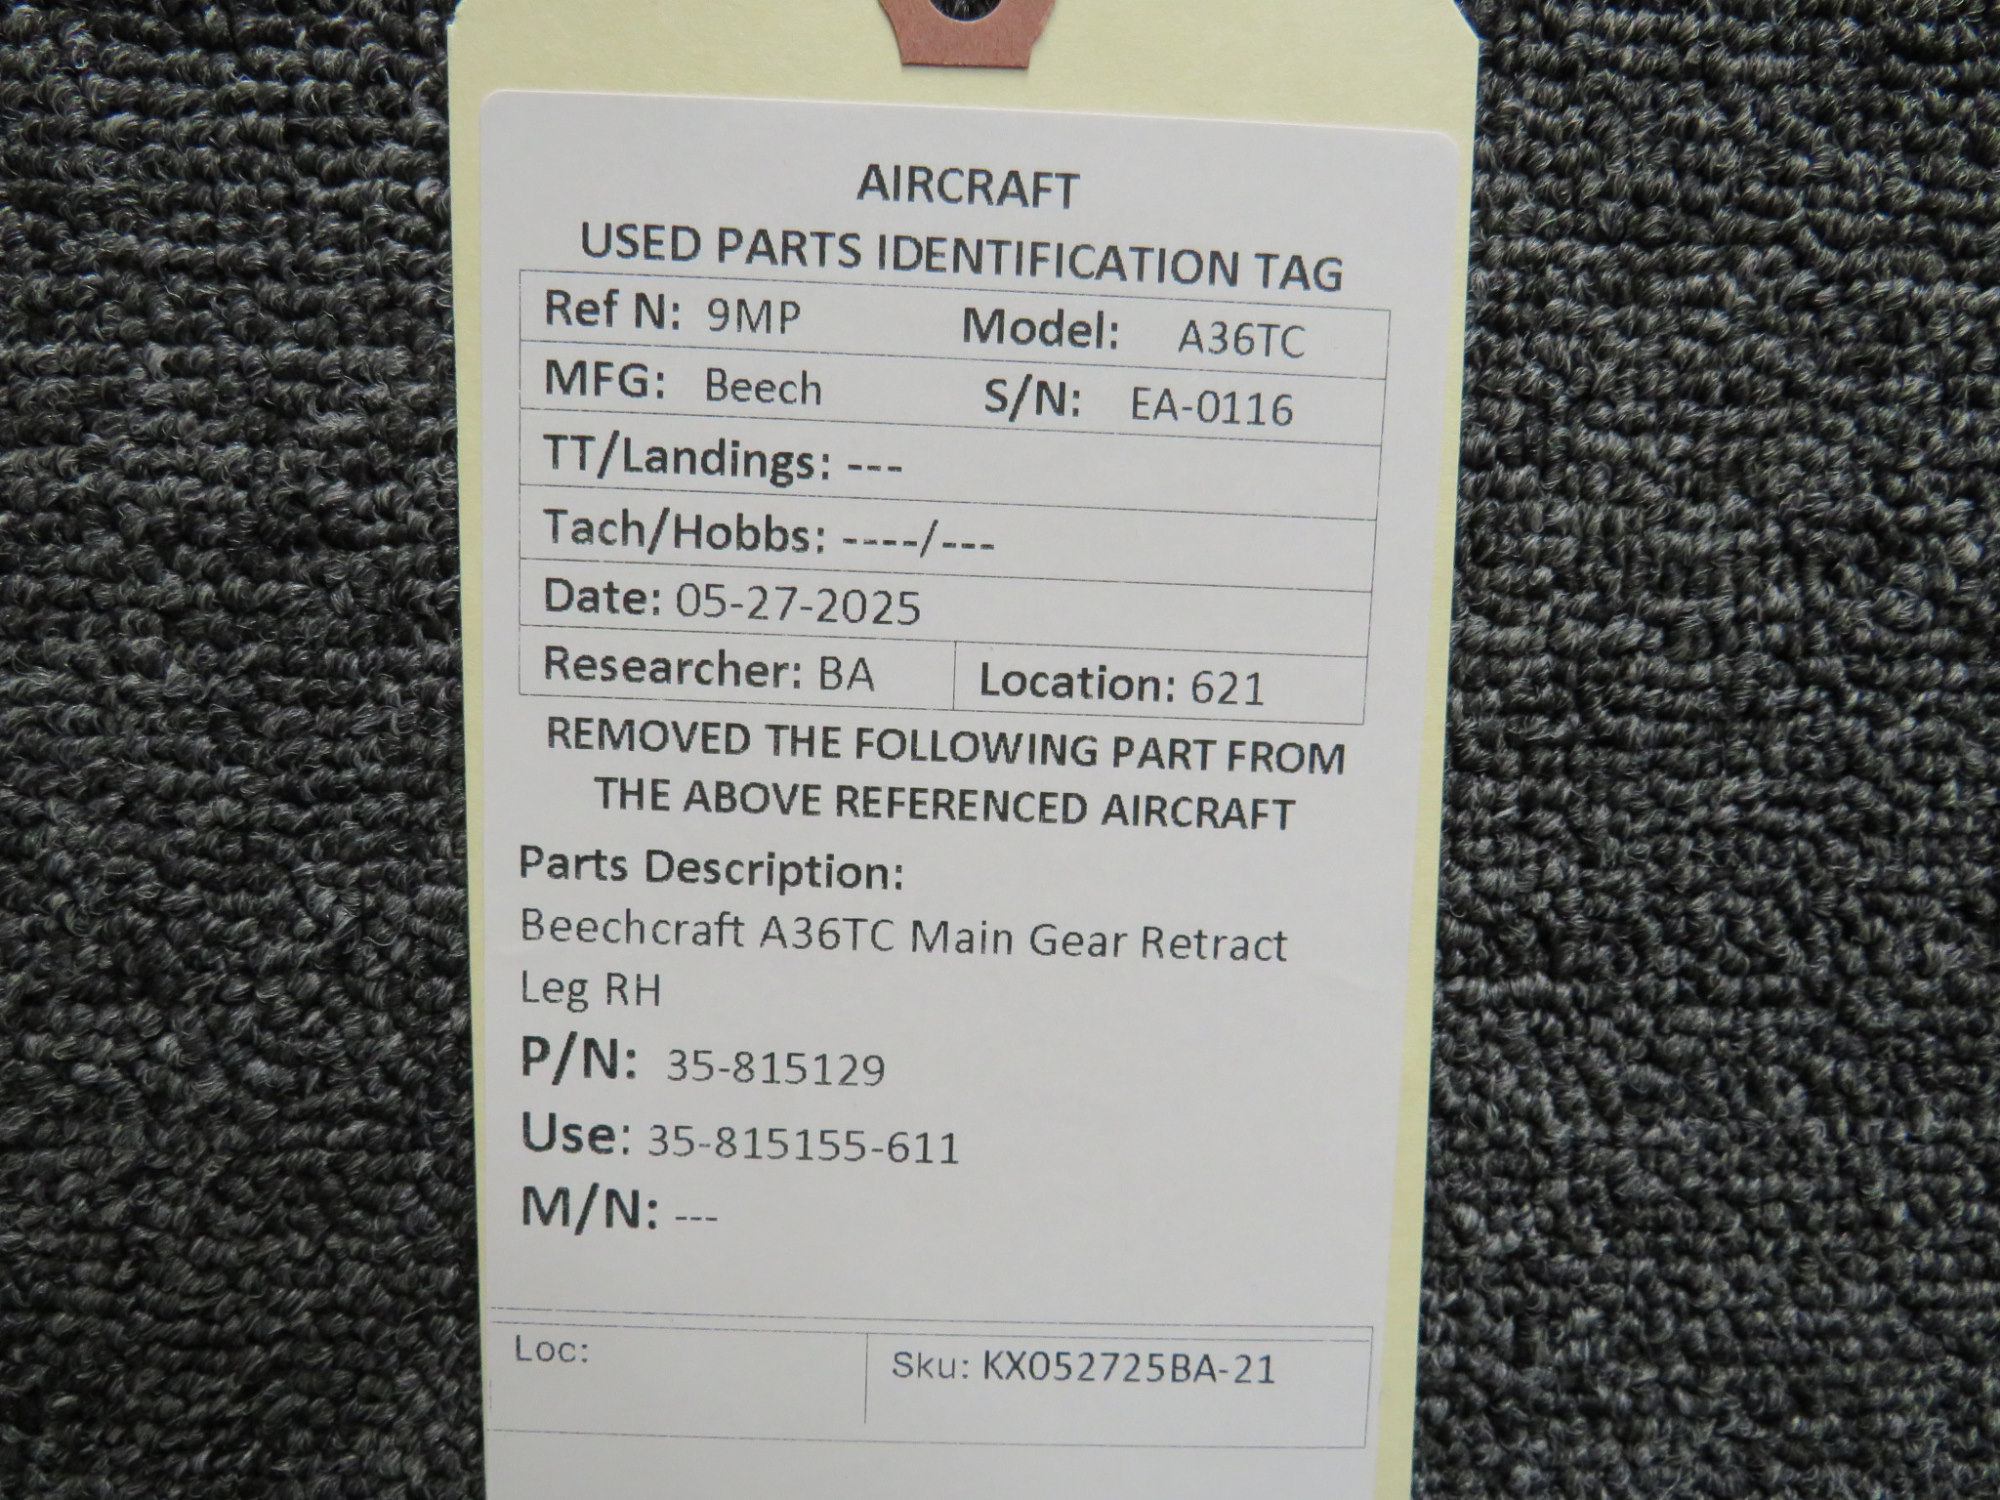 AIRCRAFT
USED PARTS IDENTIFICATION TAG
Ref N: 9MP Model: A36TC
MFG: Beech S/N: EA-0116
TT/Landings: ---
Tach/Hobbs: ----/---
Date: 05-27-2025
Researcher: BA Location: 621
REMOVED THE FOLLOWING PART FROM
THE ABOVE REFERENCED AIRCRAFT
Parts Description:
Beechcraft A36TC Main Gear Retract
Leg RH
P/N: 35-815129
Use: 35-815155-611
M/N: ---
Loc: Sku: KX052725BA-21